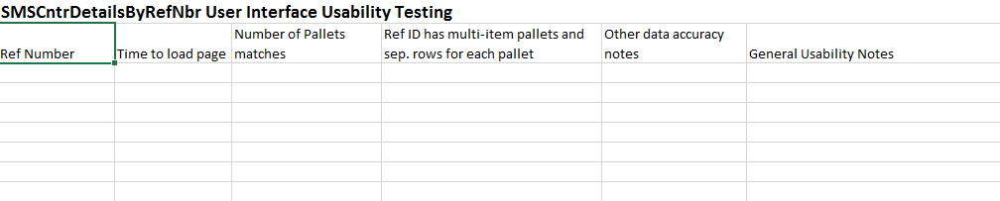 SMSCntrDetailsByRefNbr User Interface Usability Testing
Ref Number
Time to load page
Number of Pallets
matches
Ref ID has multi-item pallets and
sep. rows for each pallet
Other data accuracy
notes
General Usability Notes